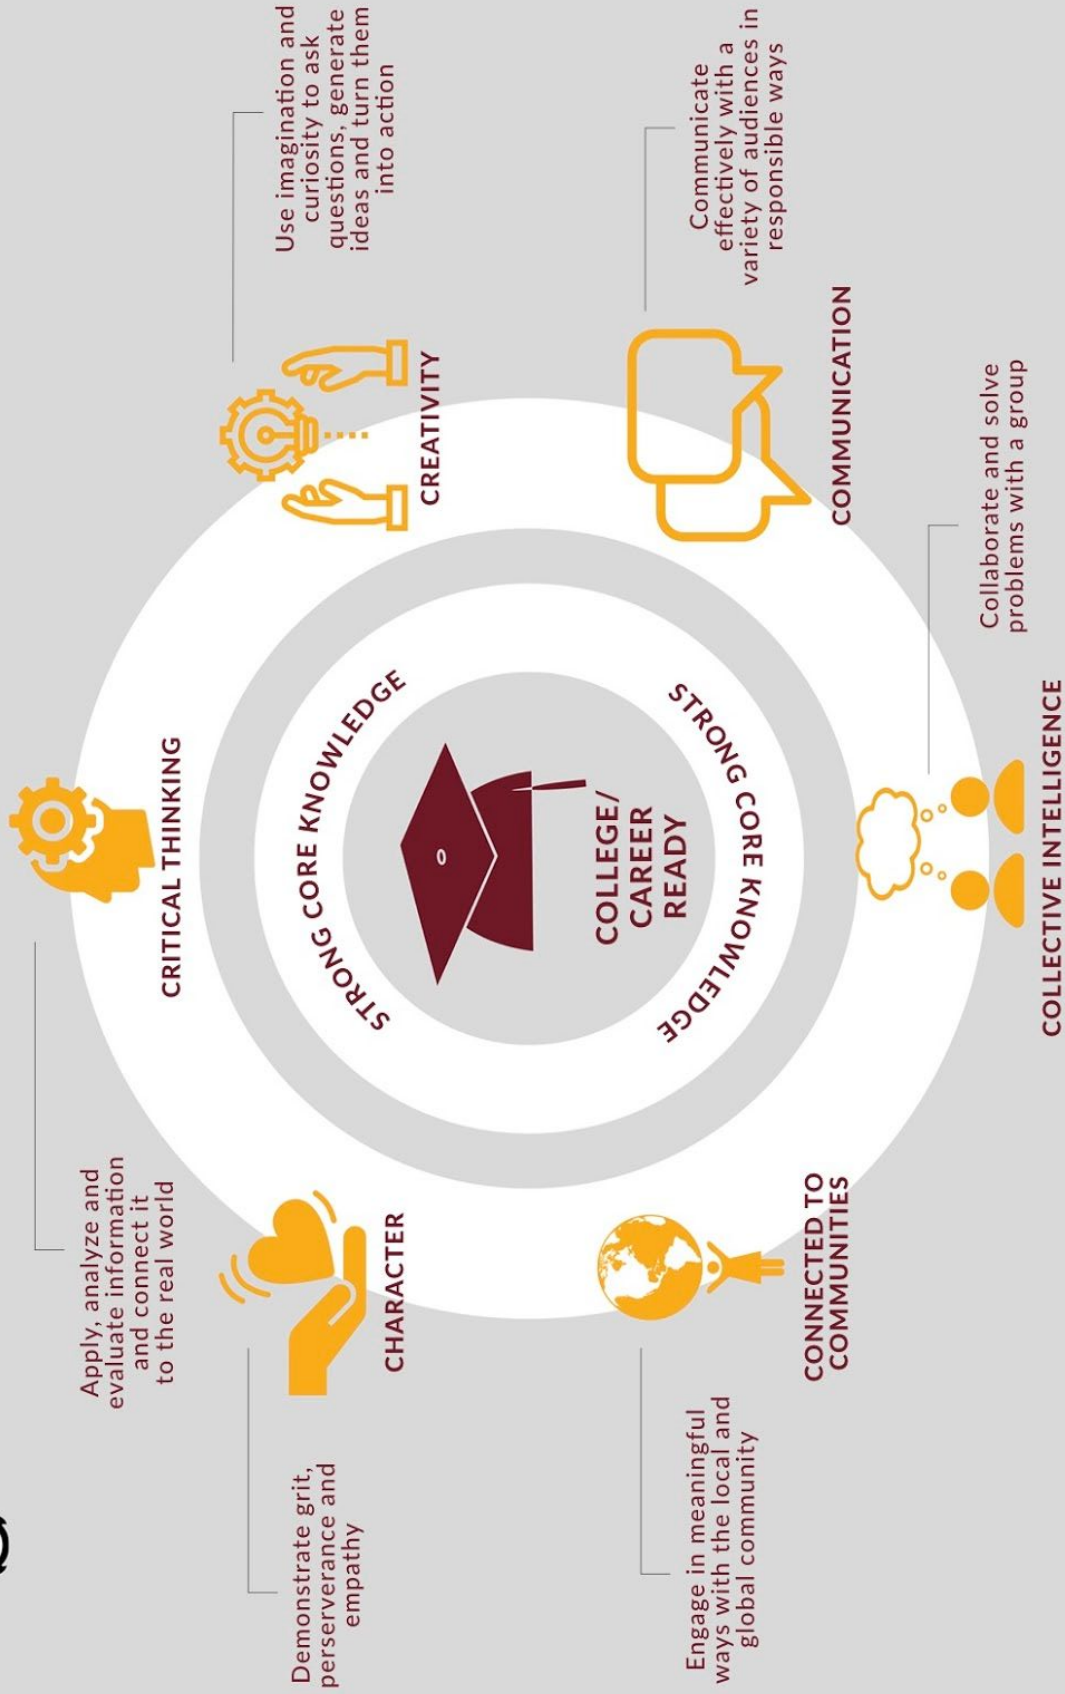 CRITICAL THINKING
Apply, analyze and
evaluate information
and connect it
to the real world
CREATIVITY
Use imagination and
curiosity to ask
questions, generate
ideas and turn them
into action
COMMUNICATION
Communicate
effectively with a
variety of audiences in
responsible ways
COLLECTIVE INTELLIGENCE
Collaborate and solve
problems with a group
CONNECTED TO
COMMUNITIES
Engage in meaningful
ways with the local and
global community
CHARACTER
Demonstrate grit,
perserverance and
empathy
STRONG CORE KNOWLEDGE
COLLEGE/
CAREER
READY
STRONG CORE KNOWLEDGE